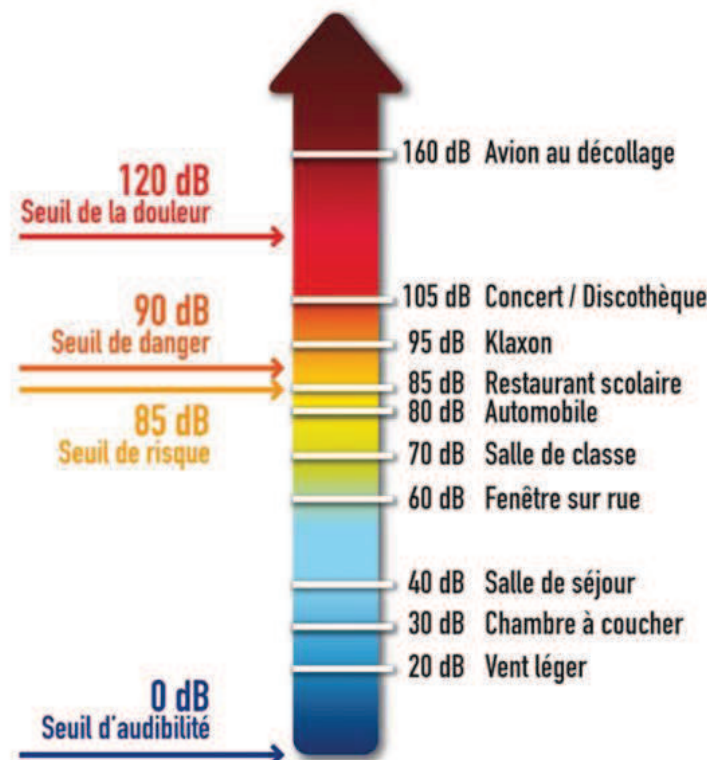 160 dB Avion au décollage
120 dB
Seuil de la douleur
105 dB Concert / Discothèque
90 dB
Seuil de danger
95 dB Klaxon
85 dB Restaurant scolaire
80 dB Automobile
85 dB
Seuil de risque
70 dB Salle de classe
60 dB Fenêtre sur rue
40 dB Salle de séjour
30 dB Chambre à coucher
20 dB Vent léger
0 dB
Seuil d'audibilité